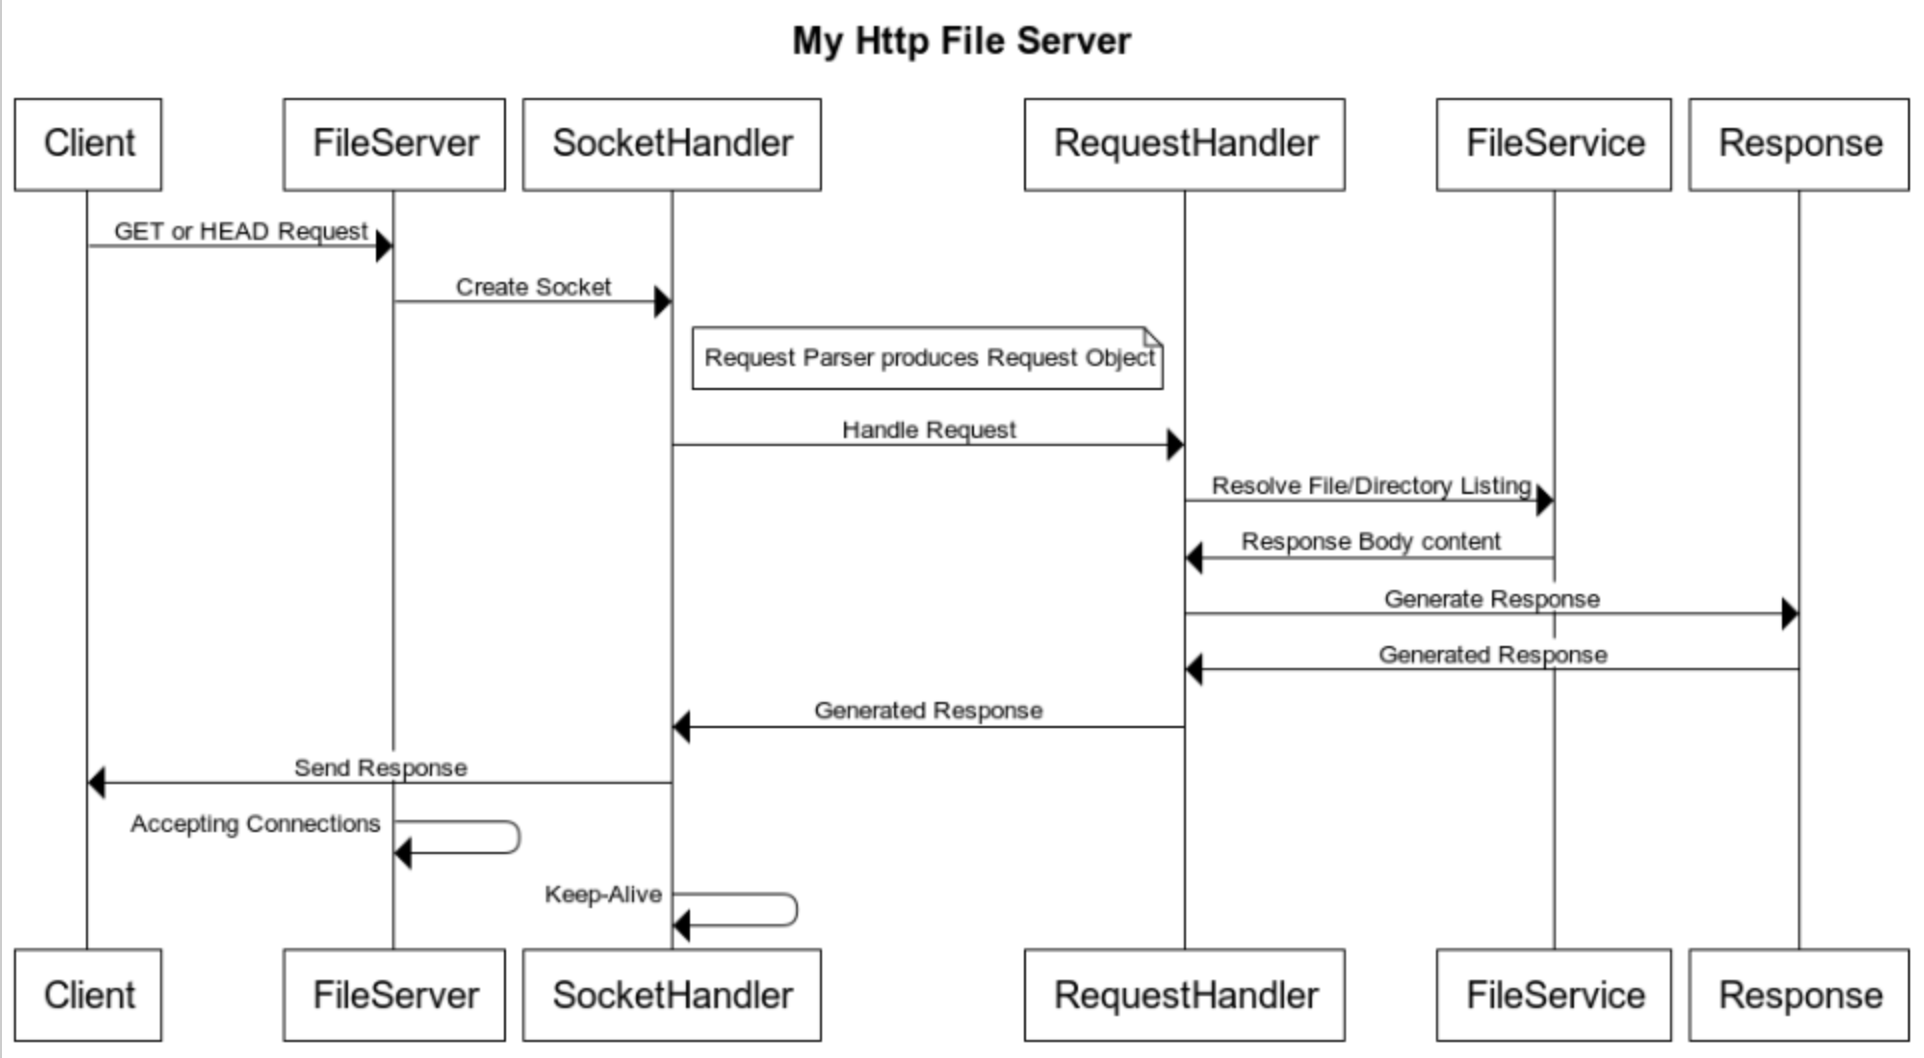 My Http File Server
Client
FileServer
SocketHandler
RequestHandler
FileService
Response
GET or HEAD Request
Create Socket
Request Parser produces Request Object
Handle Request
Resolve File/Directory Listing
Response Body content
Generate Response
Generated Response
Generated Response
Send Response
Accepting Connections
Keep-Alive
Client
FileServer
SocketHandler
RequestHandler
FileService
Response